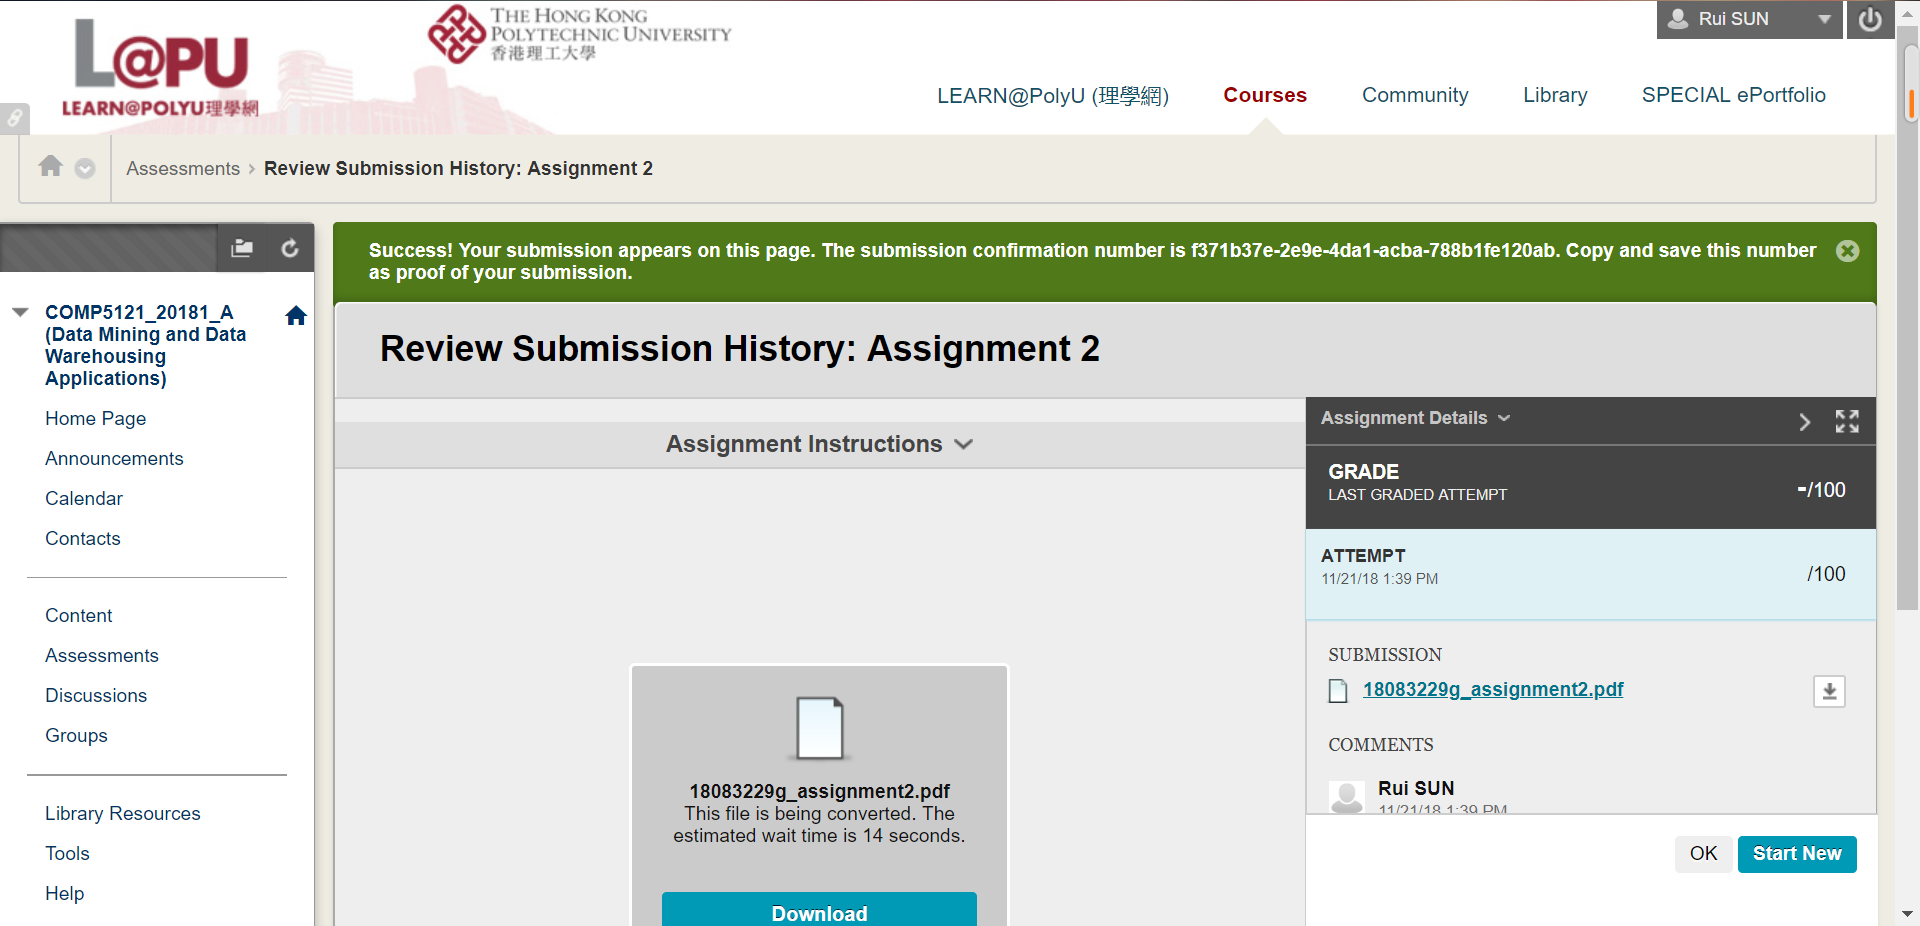 L@PU
LEARN@POLYU理學網
THE HONG KONG
POLYTECHNIC UNIVERSITY
香港理工大學
Rui SUN
LEARN@PolyU (理學網)
Courses
Community
Library
SPECIAL ePortfolio
Assessments
Review Submission History: Assignment 2
Success! Your submission appears on this page. The submission confirmation number is f371b37e-2e9e-4da1-acba-788b1fe120ab. Copy and save this number
as proof of your submission.
COMP5121_20181_A
(Data Mining and Data
Warehousing
Applications)
Home Page
Announcements
Calendar
Contacts
Content
Assessments
Discussions
Groups
Library Resources
Tools
Help
Review Submission History: Assignment 2
Assignment Instructions
18083229g_assignment2.pdf
This file is being converted. The
estimated wait time is 14 seconds.
Download
Assignment Details
GRADE
LAST GRADED ATTEMPT
-/100
ATTEMPT
11/21/18 1:39 PM
/100
SUBMISSION
18083229g_assignment2.pdf
COMMENTS
Rui SUN
11/21/18 1:39 PM
OK
Start New